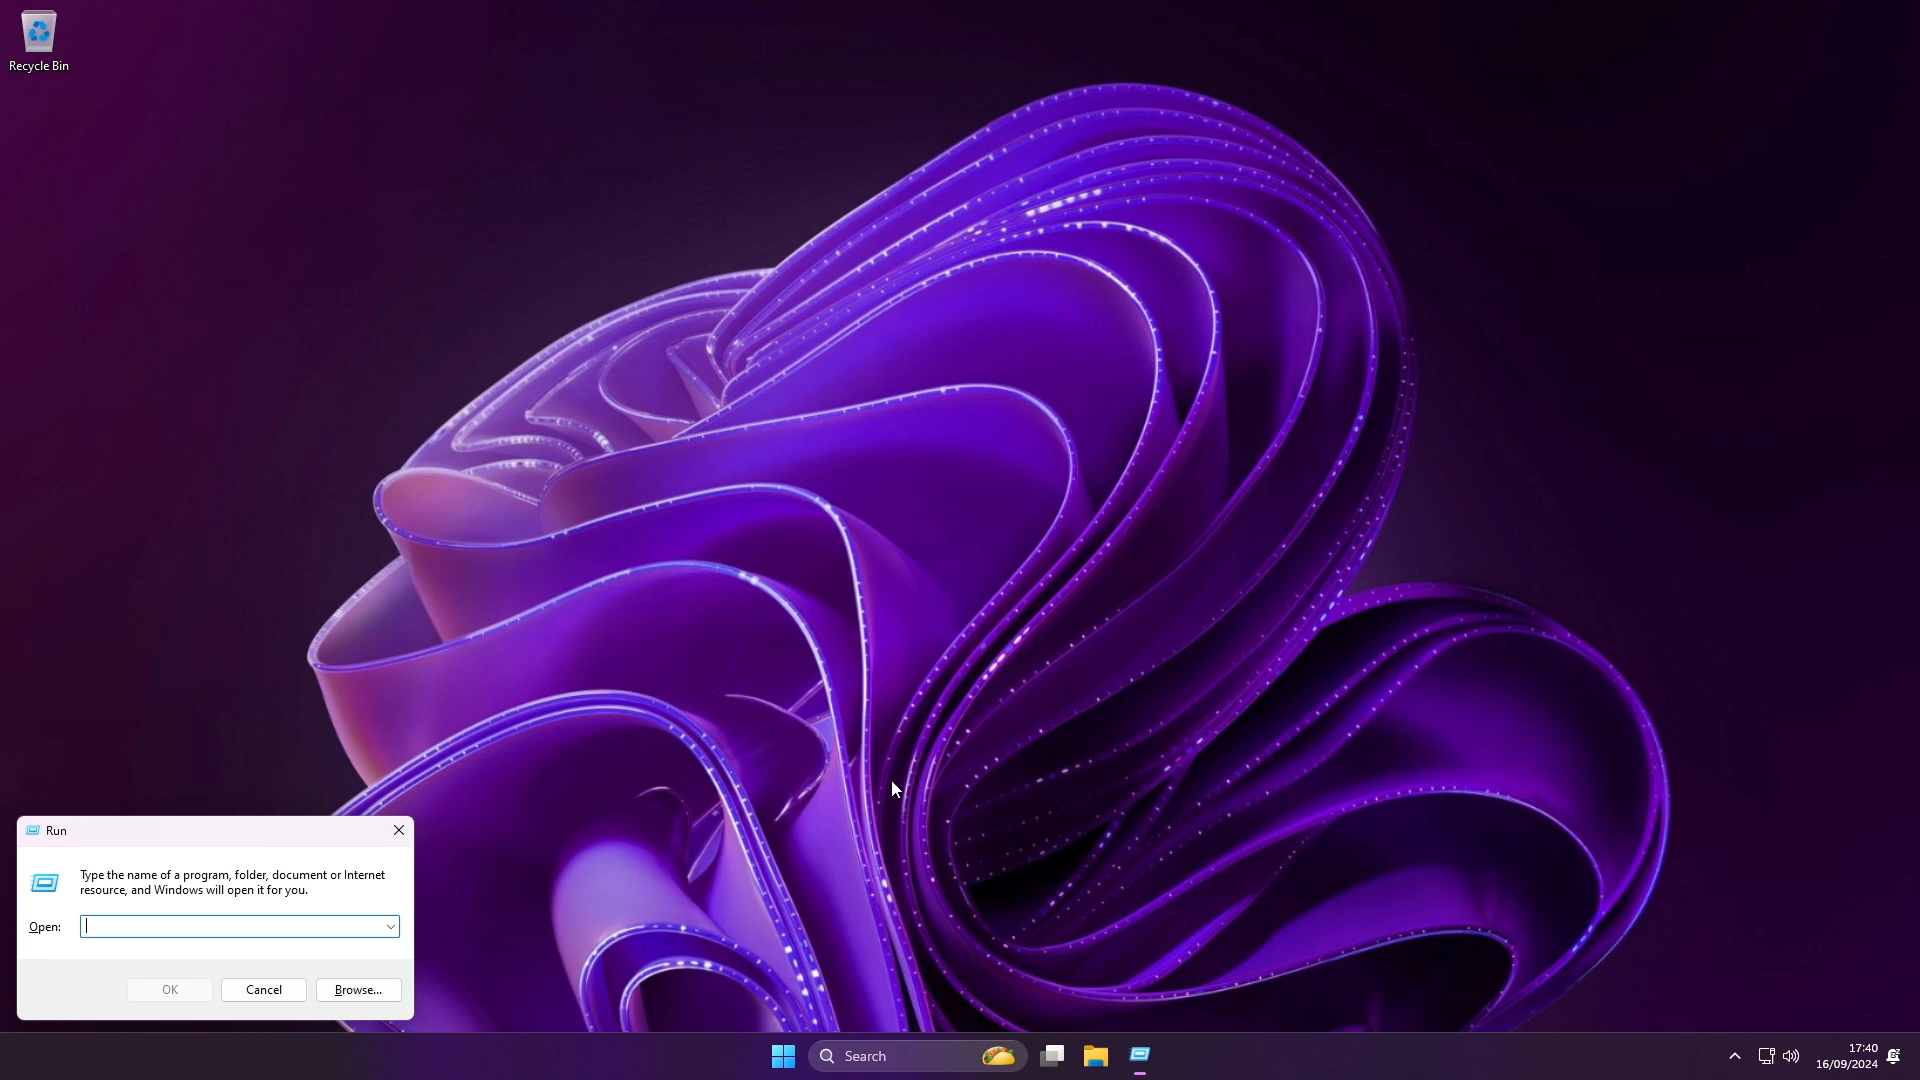 Recycle Bin
Run
Type the name of a program, folder, document or Internet
resource, and Windows will open it for you.
Open:
OK
Cancel
Browse...
Search
17:40
16/09/2024